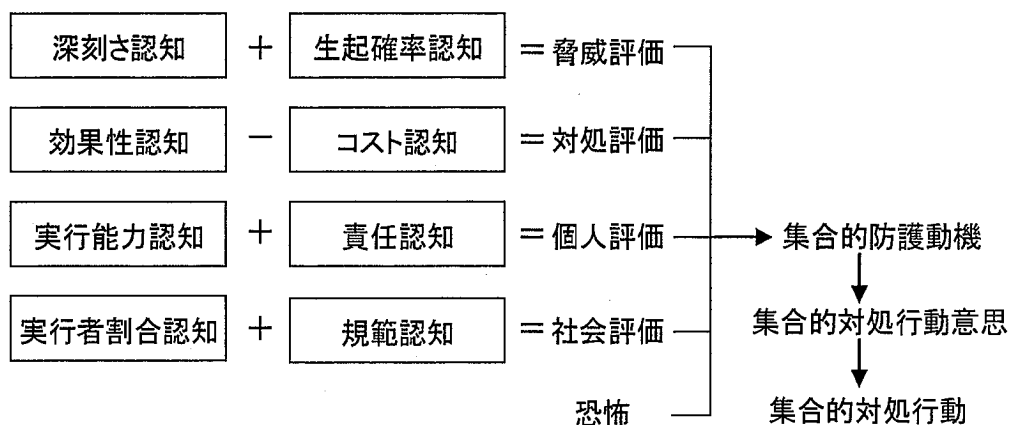 深刻さ認知 + 生起確率認知 = 脅威評価
効果性認知 − コスト認知 = 対処評価
実行能力認知 + 責任認知 = 個人評価 集合的防護動機
実行者割合認知 + 規範認知 = 社会評価 集合的対処行動意思
恐怖 集合的対処行動